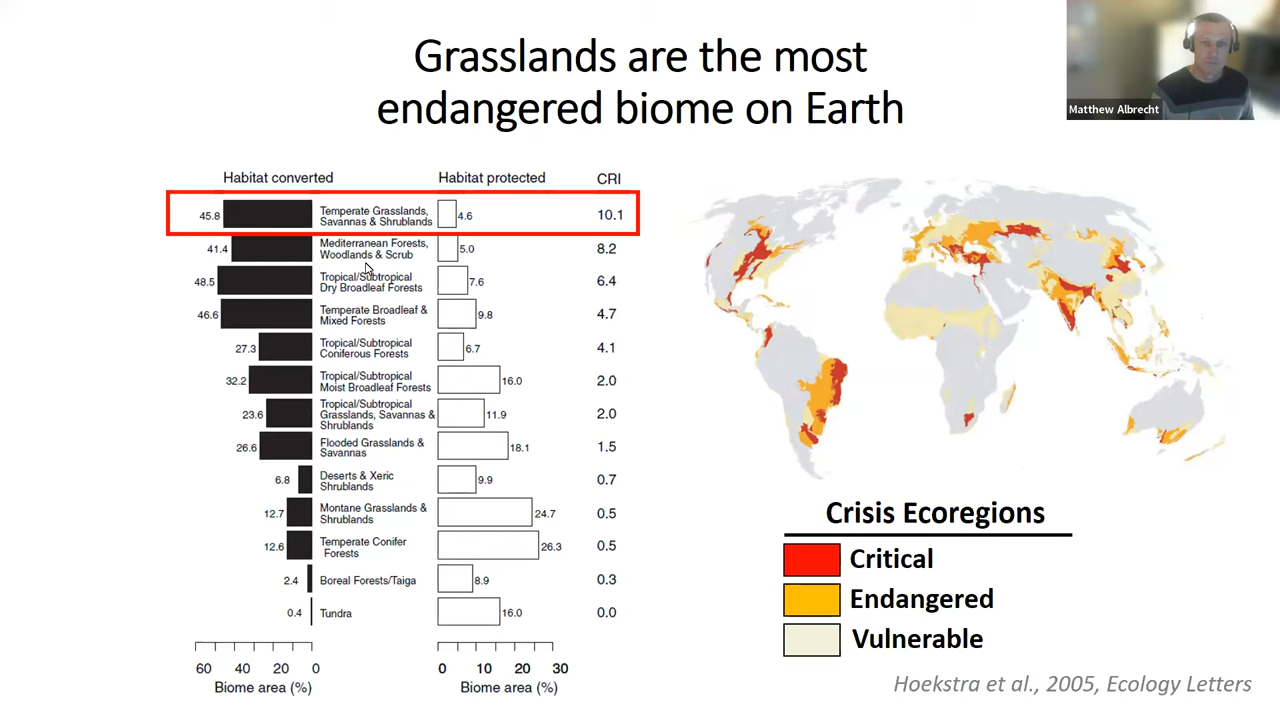 Grasslands are the most
endangered biome on Earth
Matthew Albrecht
Habitat converted Habitat protected CRI
45.8 Temperate Grasslands, Savannas & Shrublands 4.6 10.1
41.4 Mediterranean Forests, Woodlands & Scrub 5.0 8.2
48.5 Tropical/Subtropical Dry Broadleaf Forests 7.6 6.4
46.6 Temperate Broadleaf & Mixed Forests 9.8 4.7
27.3 Tropical/Subtropical Coniferous Forests 6.7 4.1
32.2 Tropical/Subtropical Moist Broadleaf Forests 16.0 2.0
23.6 Tropical/Subtropical Grasslands, Savannas & Shrublands 11.9 2.0
26.6 Flooded Grasslands & Savannas 18.1 1.5
6.8 Deserts & Xeric Shrublands 9.9 0.7
12.7 Montane Grasslands & Shrublands 24.7 0.5
12.6 Temperate Conifer Forests 26.3 0.5
2.4 Boreal Forests/Taiga 8.9 0.3
0.4 Tundra 16.0 0.0
60 40 20 0 0 10 20 30
Biome area (%) Biome area (%)
Crisis Ecoregions
Critical
Endangered
Vulnerable
Hoekstra et al., 2005, Ecology Letters